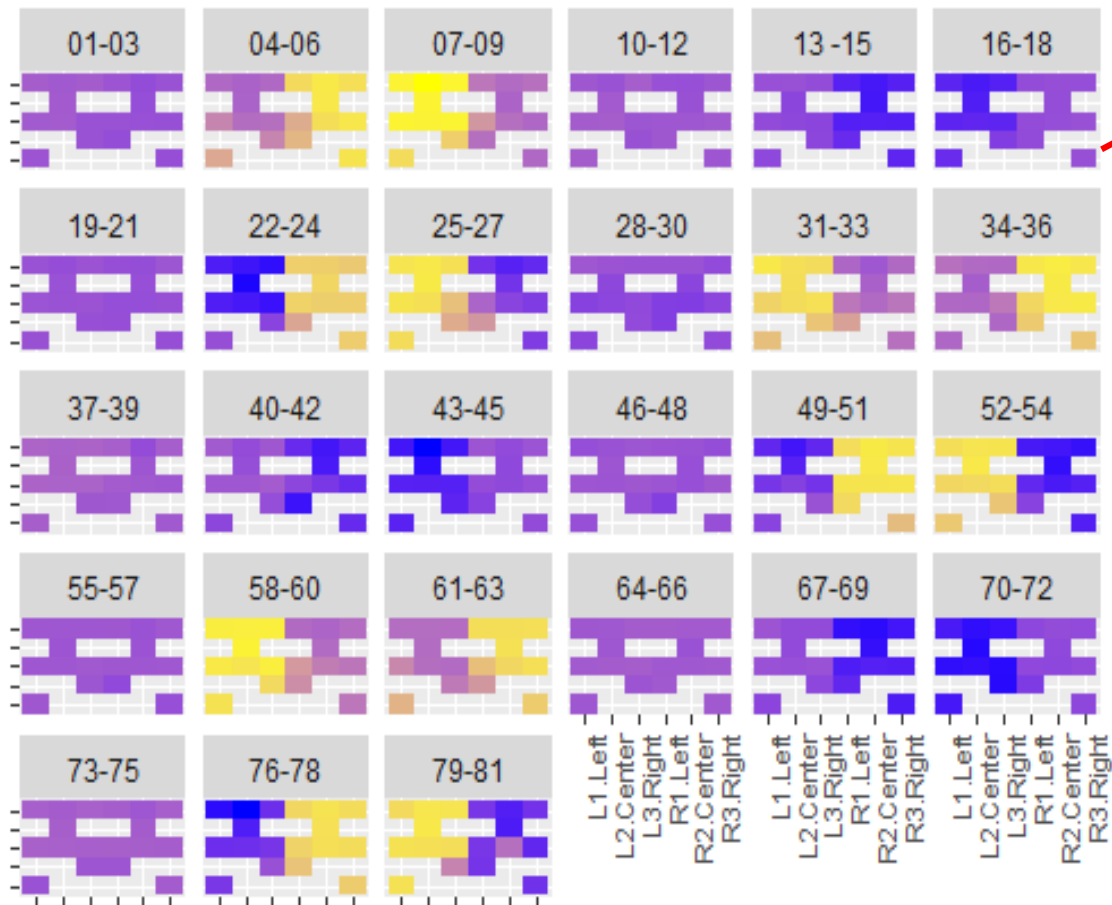 01-03 04-06 07-09 10-12 13 -15 16-18
19-21 22-24 25-27 28-30 31-33 34-36
37-39 40-42 43-45 46-48 49-51 52-54
55-57 58-60 61-63 64-66 67-69 70-72
73-75 76-78 79-81
L1.Left
L2.Center
L3.Right
R1.Left
R2.Center
R3.Right
L1.Left
L2.Center
L3.Right
R1.Left
R2.Center
R3.Right
L1.Left
L2.Center
L3.Right
R1.Left
R2.Center
R3.Right